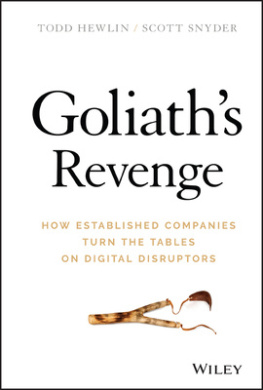 TODD HEWLIN / SCOTT SNYDER
Goliath's
Revenge
HOW ESTABLISHED COMPANIES
TURN THE TABLES
ON DIGITAL DISRUPTORS
WILEY